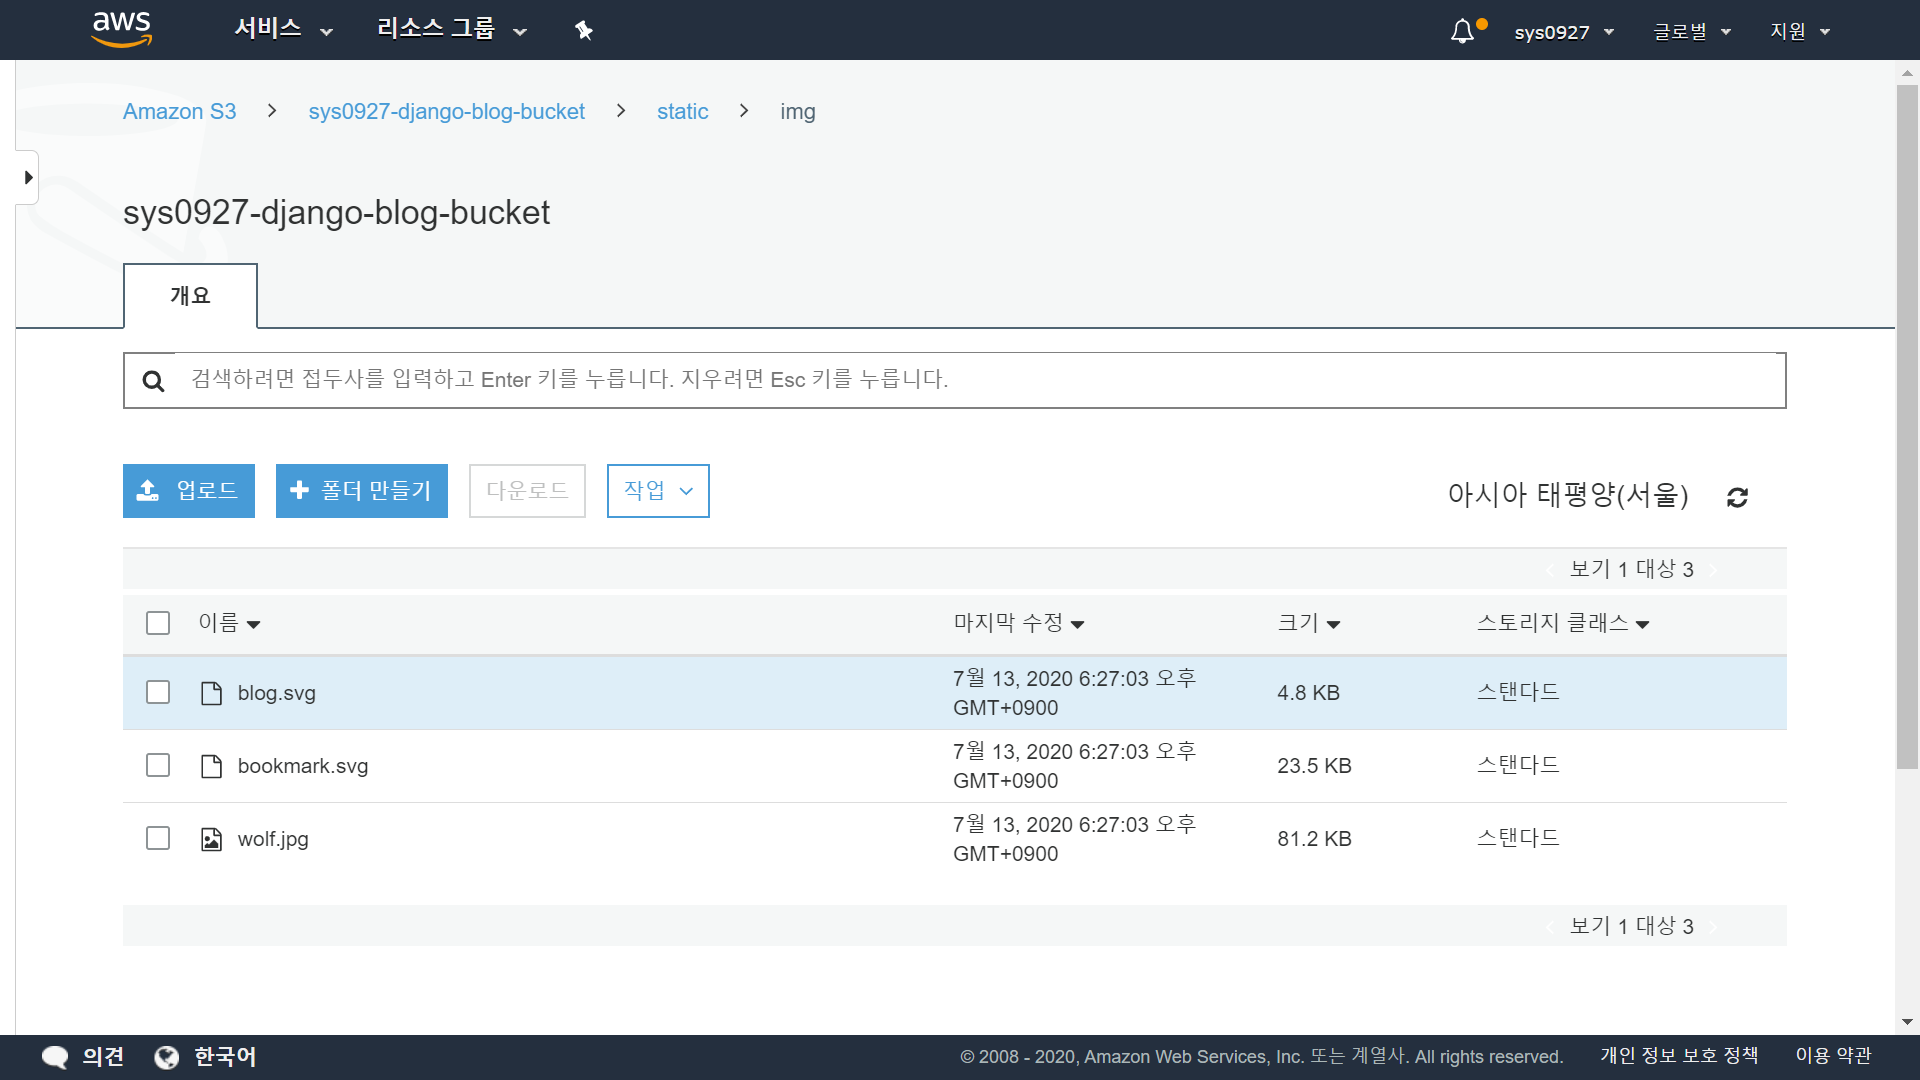 aws 서비스 리소스 그룹 sys0927 글로벌 지원
Amazon S3 > sys0927-django-blog-bucket > static > img
sys0927-django-blog-bucket
개요
검색하려면 접두사를 입력하고 Enter 키를 누릅니다. 지우려면 Esc 키를 누릅니다.
업로드 폴더 만들기 다운로드 작업 아시아 태평양(서울)
보기 1 대상 3
이름 마지막 수정 크기 스토리지 클래스
blog.svg 7월 13, 2020 6:27:03 오후 GMT+0900 4.8 KB 스탠다드
bookmark.svg 7월 13, 2020 6:27:03 오후 GMT+0900 23.5 KB 스탠다드
wolf.jpg 7월 13, 2020 6:27:03 오후 GMT+0900 81.2 KB 스탠다드
보기 1 대상 3
의견 한국어 © 2008 - 2020, Amazon Web Services, Inc. 또는 계열사. All rights reserved. 개인 정보 보호 정책 이용 약관